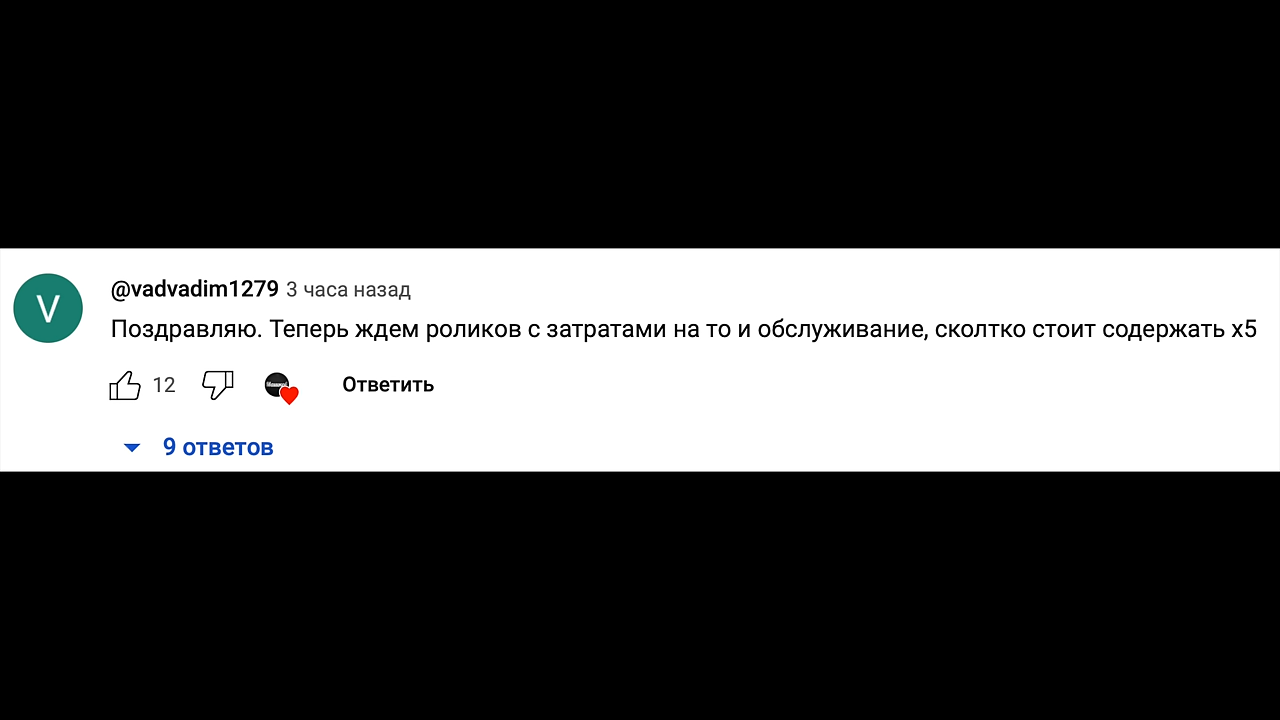 V
@vadvadim1279 3 часа назад
Поздравляю. Теперь ждем роликов с затратами на то и обслуживание, сколтко стоит содержать х5
12
Ответить
9 ответов